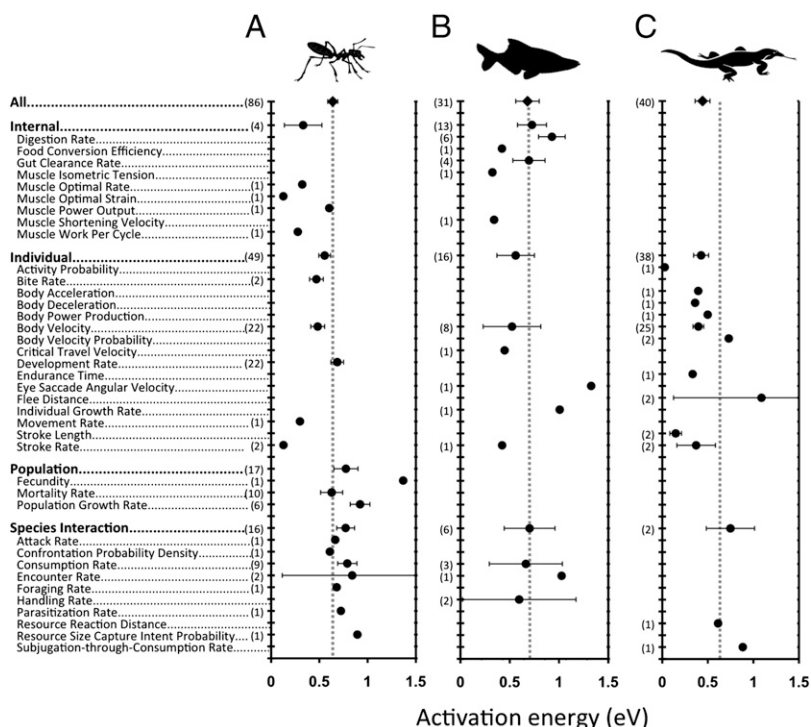 A B C
All (86) (31) (40)
Internal (4) (13)
Digestion Rate (6)
Food Conversion Efficiency (1)
Gut Clearance Rate (4)
Muscle Isometric Tension (1)
Muscle Optimal Rate (1)
Muscle Optimal Strain (1)
Muscle Power Output (1)
Muscle Shortening Velocity (1)
Muscle Work Per Cycle (1)
Individual (49) (16) (38)
Activity Probability (1)
Bite Rate (2)
Body Acceleration (1)
Body Deceleration (1)
Body Power Production (1)
Body Velocity (22) (8) (25)
Body Velocity Probability (2)
Critical Travel Velocity (1)
Development Rate (22)
Endurance Time (1)
Eye Saccade Angular Velocity (1)
Flee Distance (2)
Individual Growth Rate (1)
Movement Rate (1)
Stroke Length (2)
Stroke Rate (2) (1) (2)
Population (17)
Fecundity (1)
Mortality Rate (10)
Population Growth Rate (6)
Species Interaction (16) (6) (2)
Attack Rate (1)
Confrontation Probability Density (1)
Consumption Rate (9) (3)
Encounter Rate (2) (1)
Foraging Rate (1)
Handling Rate (2)
Parasitization Rate (1)
Resource Reaction Distance (1)
Resource Size Capture Intent Probability (1)
Subjugation-through-Consumption Rate (1)
0 0.5 1 1.5 0 0.5 1 1.5 0 0.5 1 1.5
Activation energy (eV)